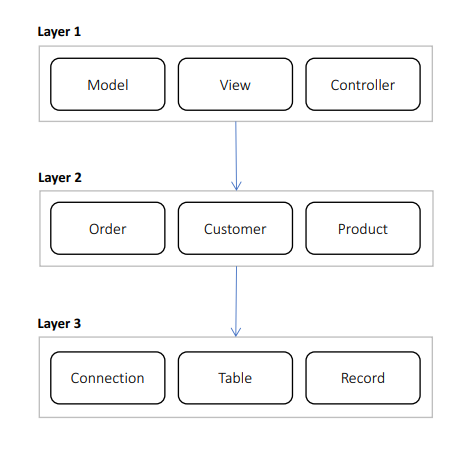 Layer 1
Model View Controller
Layer 2
Order Customer Product
Layer 3
Connection Table Record